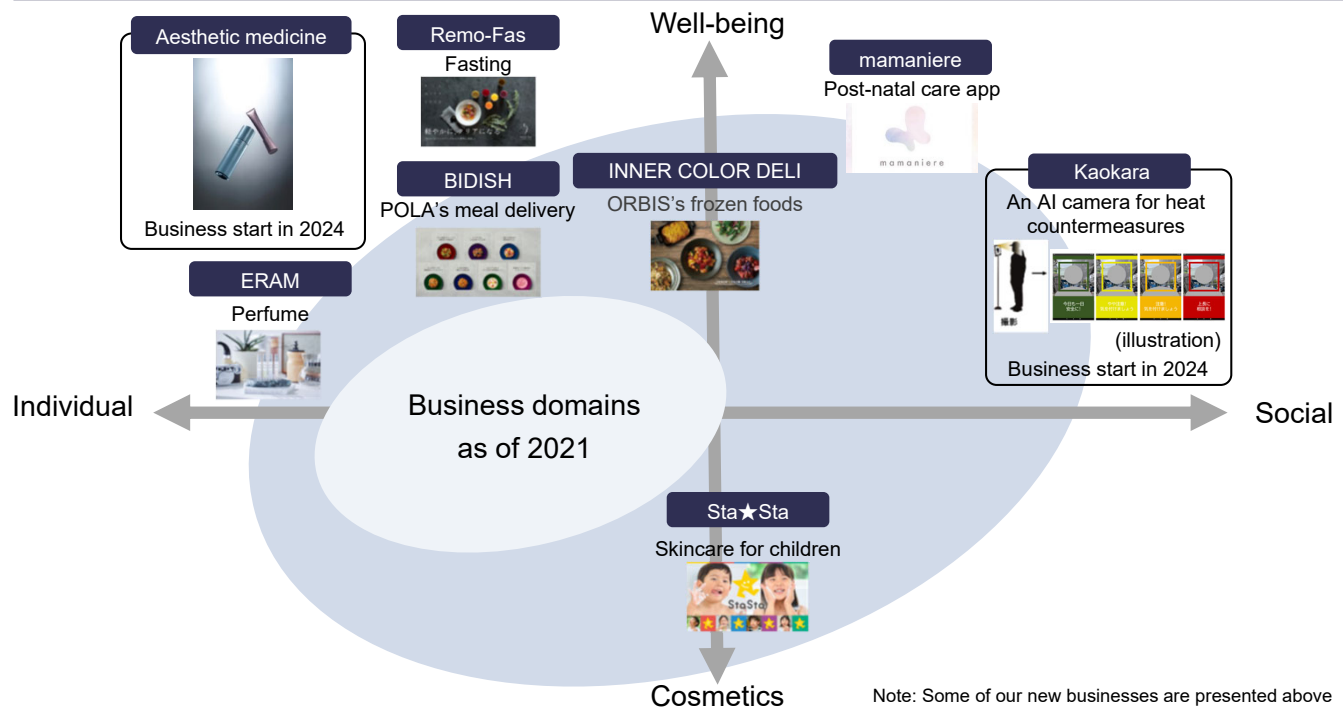 Well-being
Aesthetic medicine
Business start in 2024
Remo-Fas
Fasting
mamaniere
Post-natal care app
mamaniere
BIDISH
POLA's meal delivery
INNER COLOR DELI
ORBIS's frozen foods
Kaokara
An AI camera for heat
countermeasures
撮影
(illustration)
Business start in 2024
ERAM
Perfume
Individual
Business domains
as of 2021
Social
Sta★Sta
Skincare for children
StaSta
Cosmetics
Note: Some of our new businesses are presented above